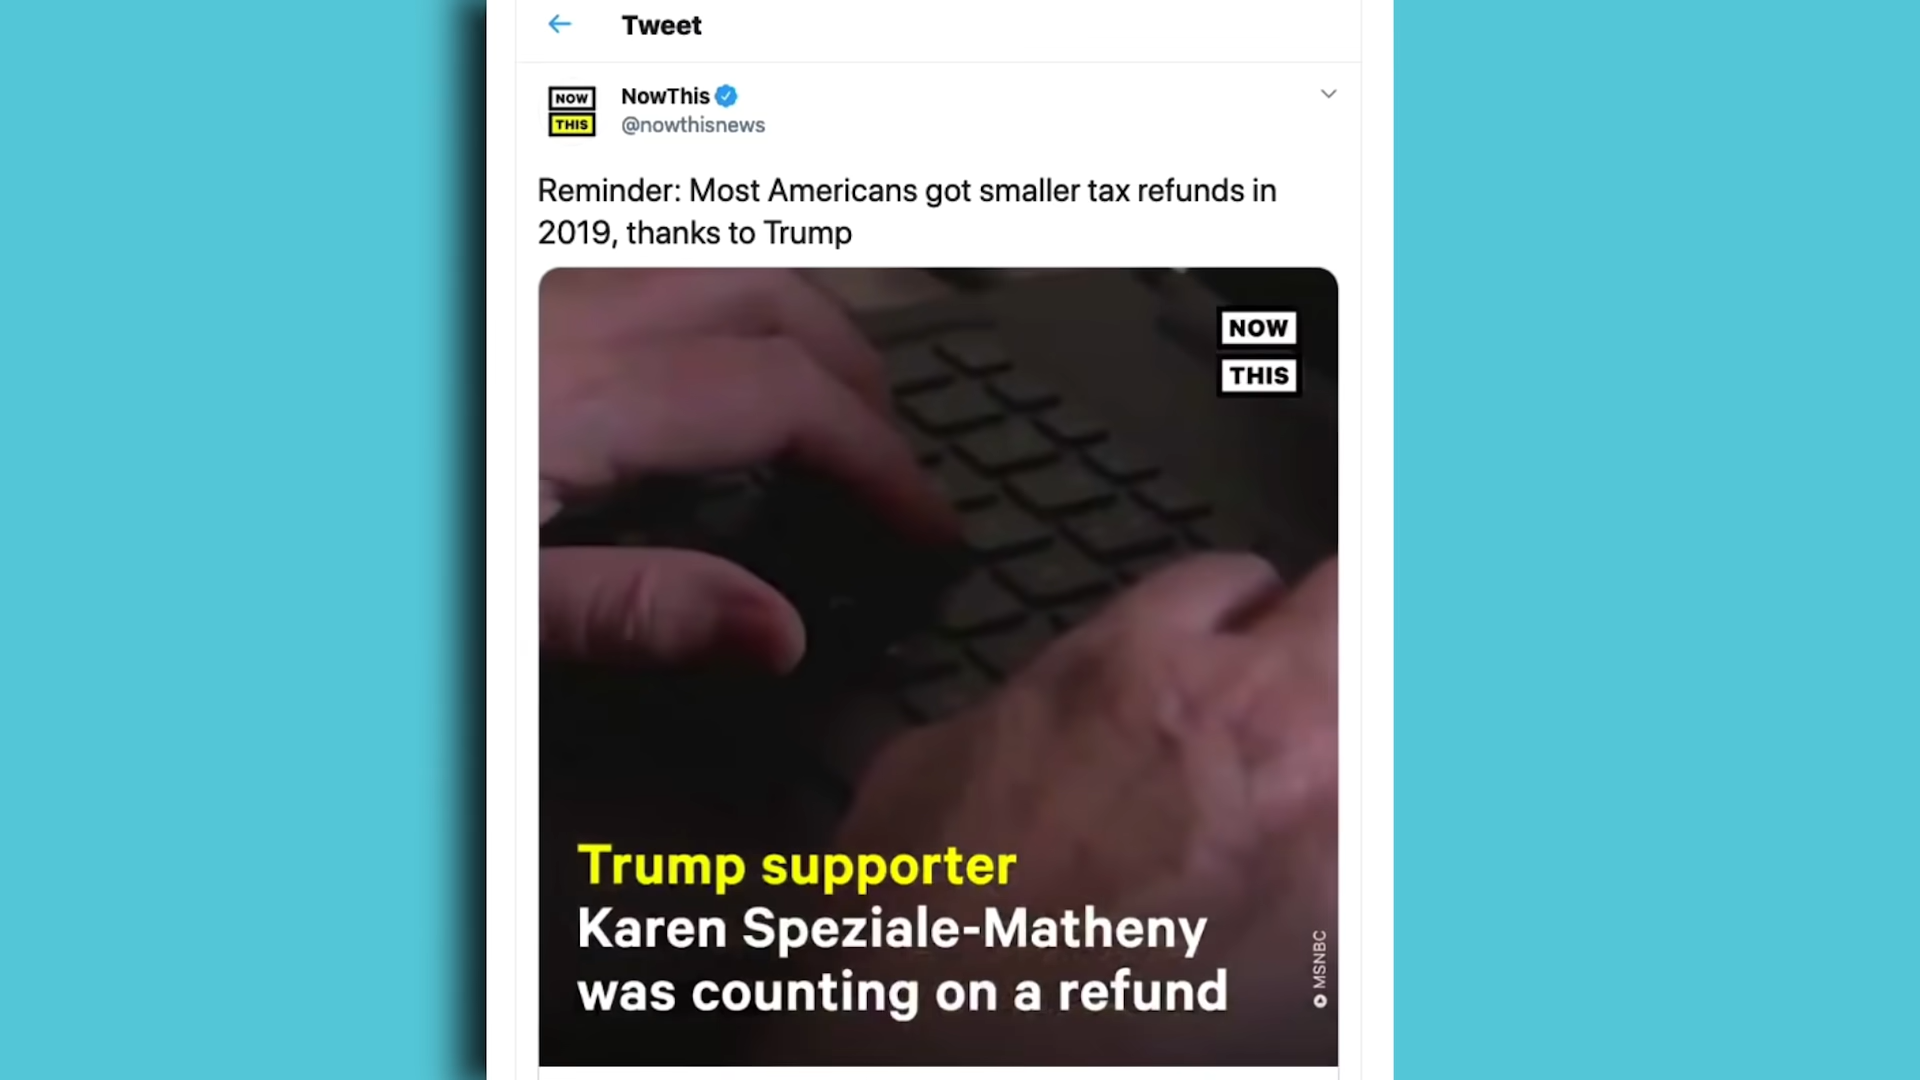 Tweet
NOW
THIS
NowThis
@nowthisnews
Reminder: Most Americans got smaller tax refunds in
2019, thanks to Trump
NOW
THIS
Trump supporter
Karen Speziale-Matheny
was counting on a refund
MSNBC